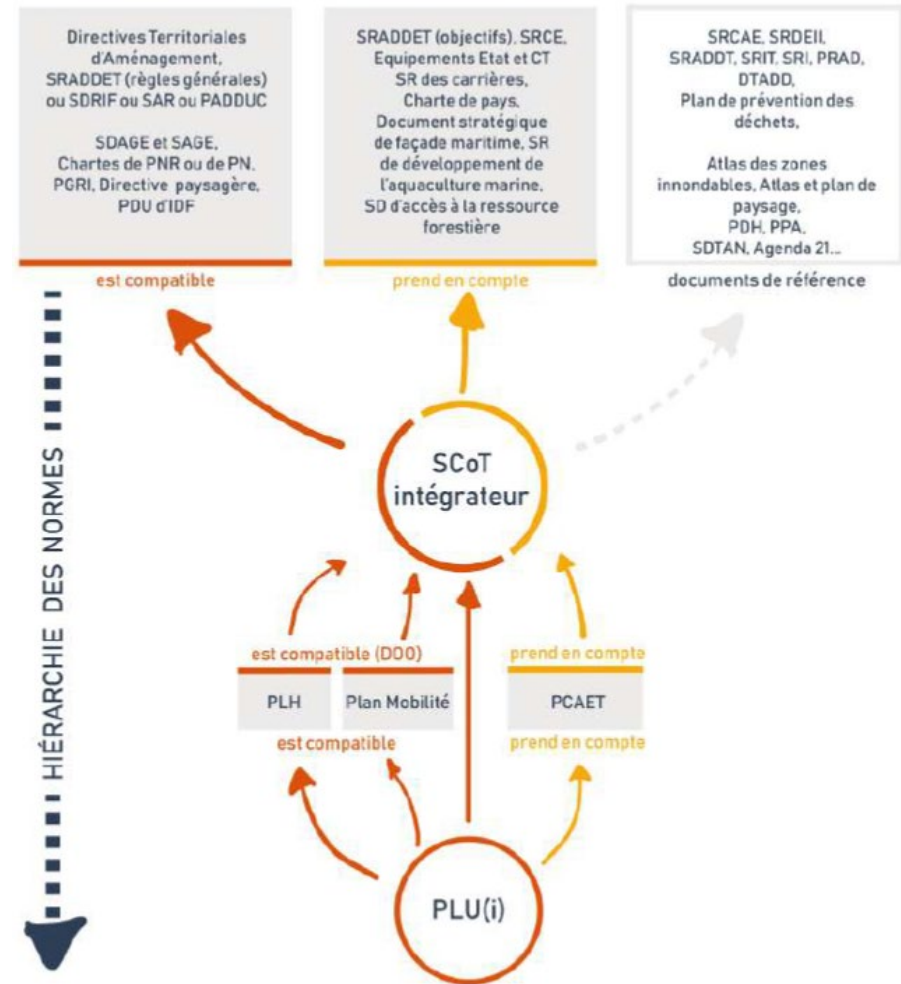 Directives Territoriales
d'Aménagement,
SRADDET (règles générales)
ou SDRIF ou SAR ou PADDUC
SDAGE et SAGE,
Chartes de PNR ou de PN,
PGRI, Directive paysagère,
PDU d'IDF
est compatible
SRADDET (objectifs), SRCE,
Equipements Etat et CT
SR des carrières,
Charte de pays,
Document stratégique
de façade maritime, SR
de développement de
l'aquaculture marine,
SD d'accès à la ressource
forestière
prend en compte
SRCAE, SRDEII,
SRADDT, SRIT, SRI, PRAD,
DTADD,
Plan de prévention des
déchets,
Atlas des zones
innondables, Atlas et plan de
paysage,
PDH, PPA,
SDTAN, Agenda 21...
documents de référence
HIÉRARCHIE DES NORMES
SCoT
intégrateur
est compatible (DOO)
prend en compte
PLH
Plan Mobilité
PCAET
est compatible
prend en compte
PLU(i)